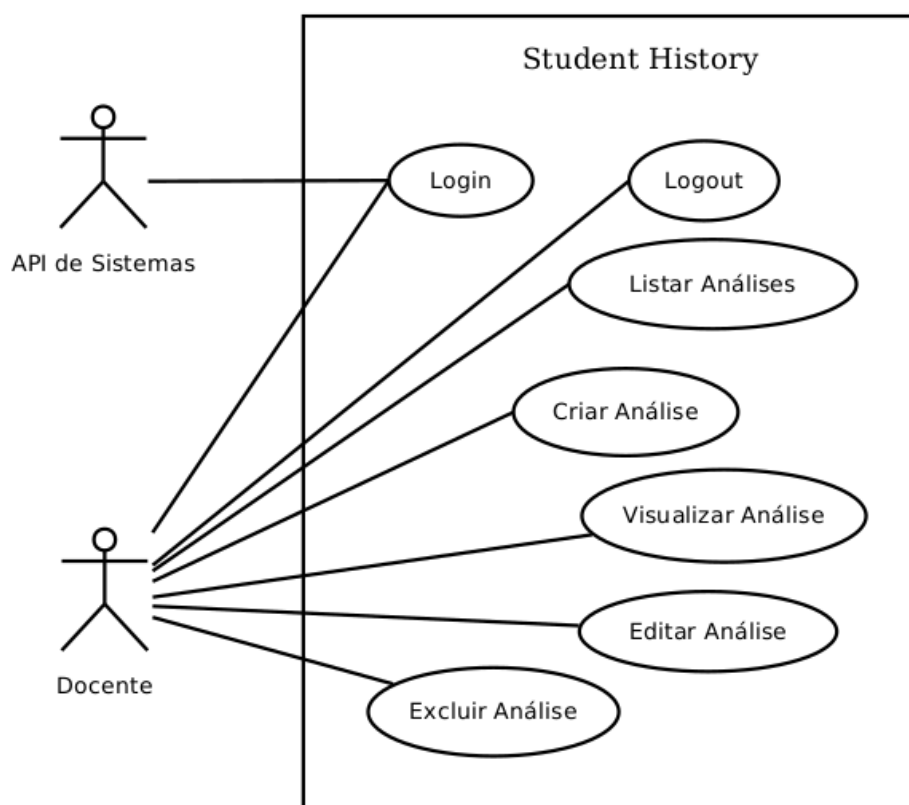 Student History
Login
Logout
API de Sistemas
Listar Análises
Criar Análise
Visualizar Análise
Editar Análise
Docente
Excluir Análise